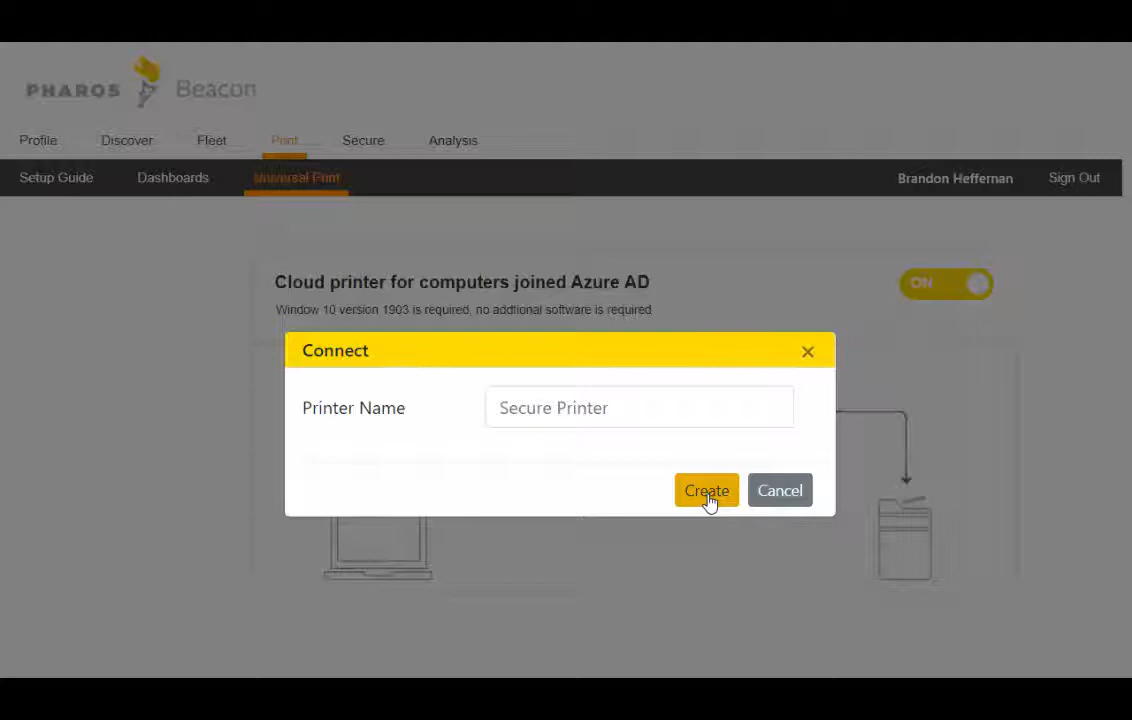 PHAROS Beacon
Profile Discover Fleet Print Secure Analysis
Setup Guide Dashboards Universal Print Brandon Heffernan Sign Out
Cloud printer for computers joined Azure AD
ON
Window 10 version 1903 is required, no addtional software is required
Connect ×
Printer Name Secure Printer
Create Cancel